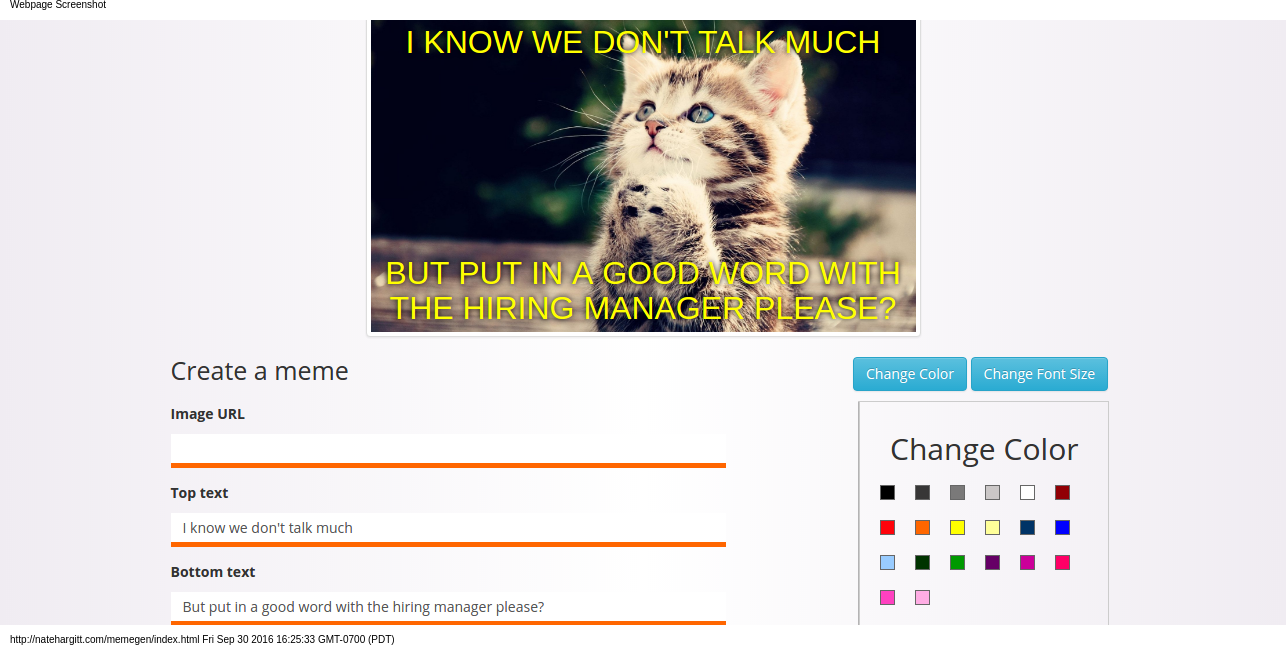 Webpage Screenshot
I KNOW WE DON'T TALK MUCH
BUT PUT IN A GOOD WORD WITH
THE HIRING MANAGER PLEASE?
Create a meme
Change Color
Change Font Size
Image URL
Change Color
Top text
I know we don't talk much
Bottom text
But put in a good word with the hiring manager please?
http://natehargitt.com/memegen/index.html Fri Sep 30 2016 16:25:33 GMT-0700 (PDT)